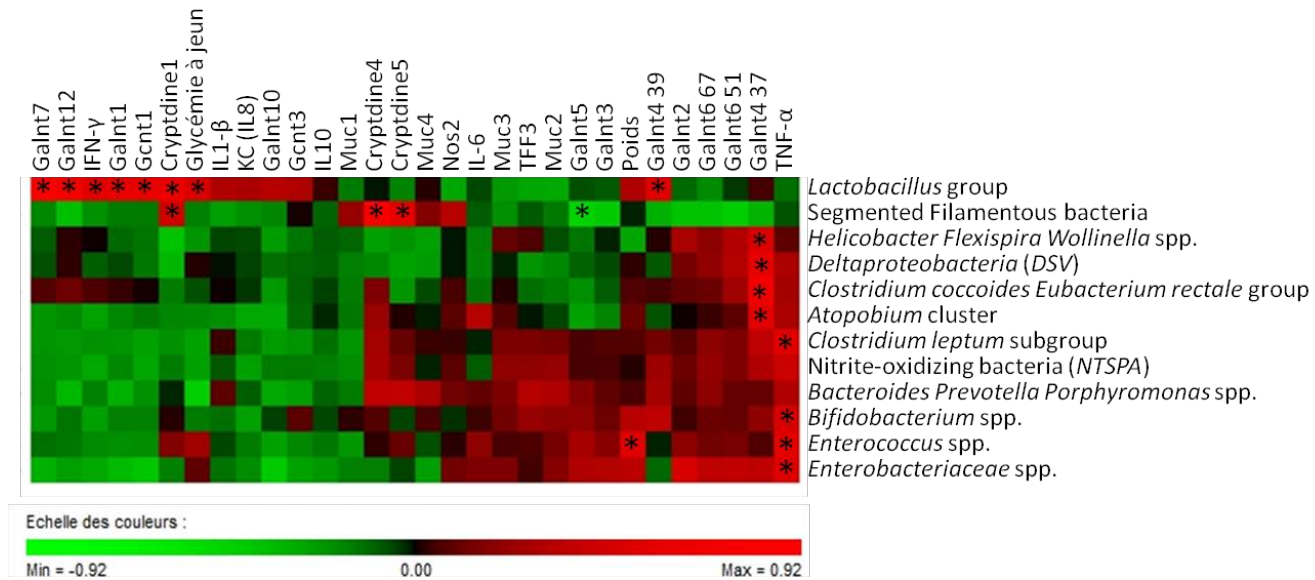 Galnt7
Galnt12
IFN-γ
Galnt1
Gcnt1
Cryptdine1
Glycémie à jeun
IL1-β
KC (IL8)
Galnt10
Gcnt3
IL10
Muc1
Cryptdine4
Cryptdine5
Muc4
Nos2
IL-6
Muc3
TFF3
Muc2
Galnt5
Galnt3
Poids
Galnt4 39
Galnt2
Galnt6 67
Galnt6 51
Galnt4 37
TNF-α
Lactobacillus group
Segmented Filamentous bacteria
Helicobacter Flexispira Wollinella spp.
Deltaproteobacteria (DSV)
Clostridium coccoides Eubacterium rectale group
Atopobium cluster
Clostridium leptum subgroup
Nitrite-oxidizing bacteria (NTSPA)
Bacteroides Prevotella Porphyromonas spp.
Bifidobacterium spp.
Enterococcus spp.
Enterobacteriaceae spp.
Echelle des couleurs :
Min = -0.92 0.00 Max = 0.92